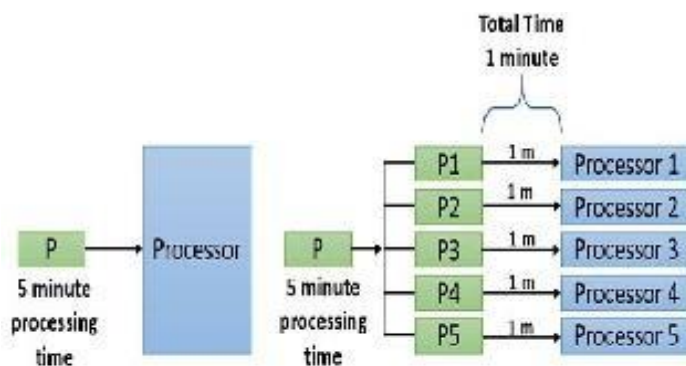 Total Time
1 minute
P
5 minute
processing
time
Processor
P
5 minute
processing
time
P1
1 m
Processor 1
P2
1 m
Processor 2
P3
1 m
Processor 3
P4
1 m
Processor 4
P5
1 m
Processor 5